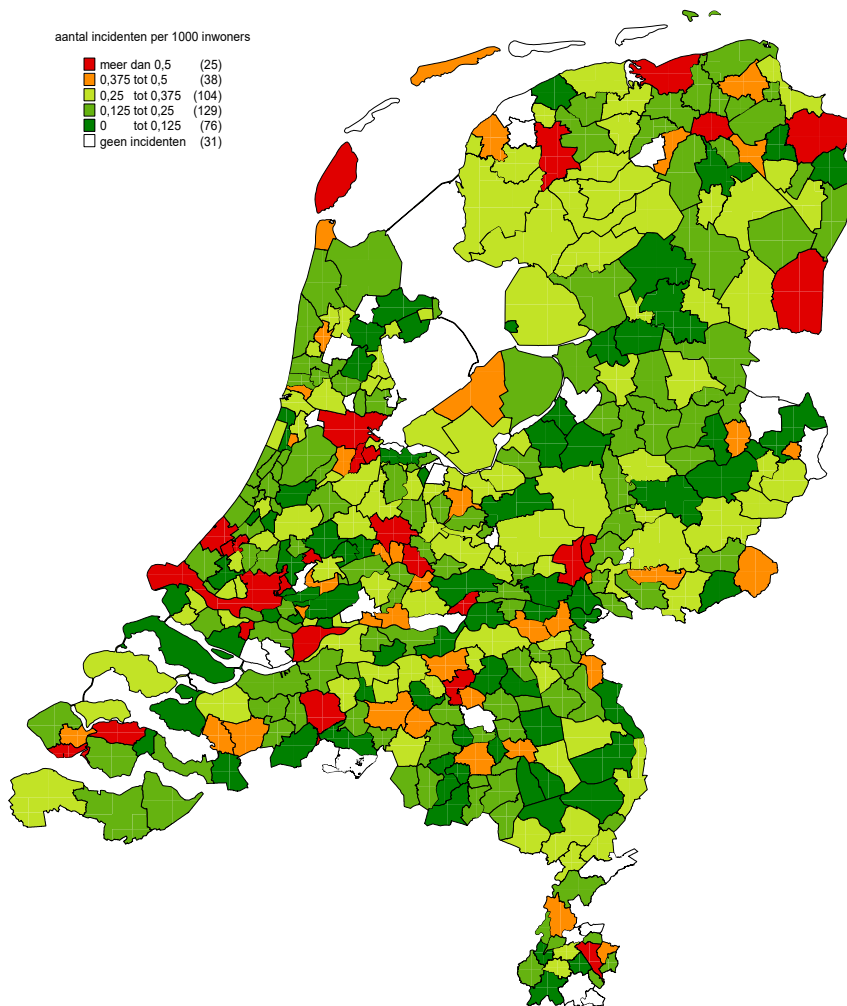 aantal incidenten per 1000 inwoners
meer dan 0,5 (25)
0,375 tot 0,5 (38)
0,25 tot 0,375 (104)
0,125 tot 0,25 (129)
0 tot 0,125 (76)
geen incidenten (31)